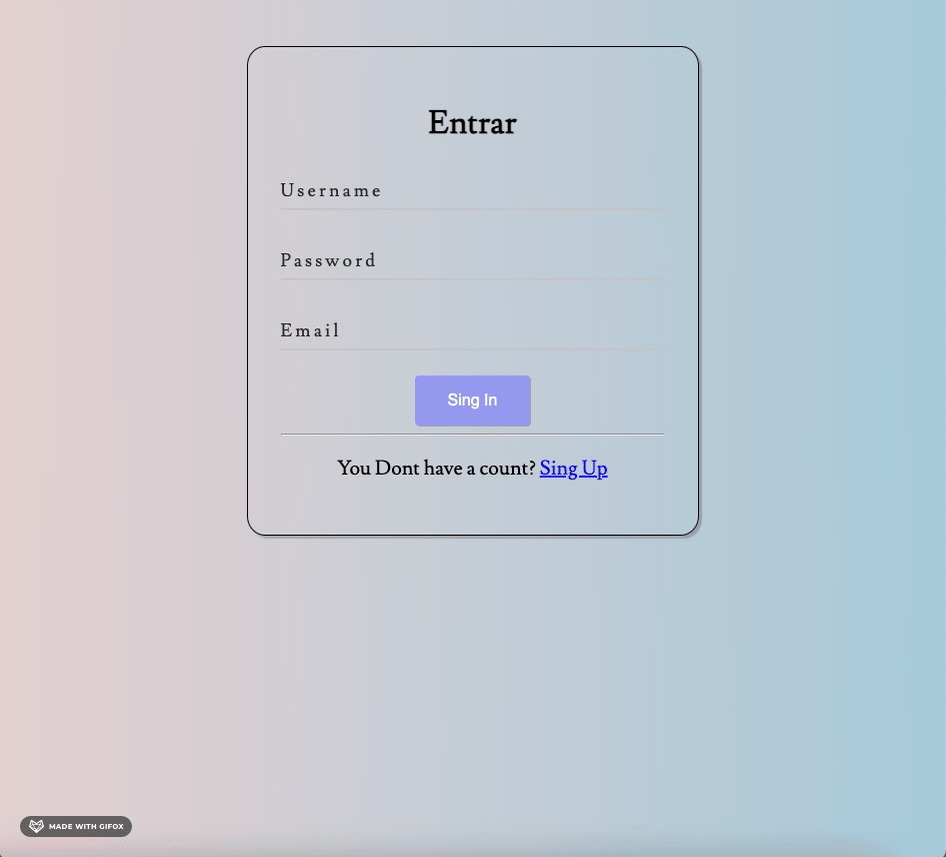 Entrar
Username
Password
Email
Sing In
You Dont have a count? Sing Up
MADE WITH GIFOX